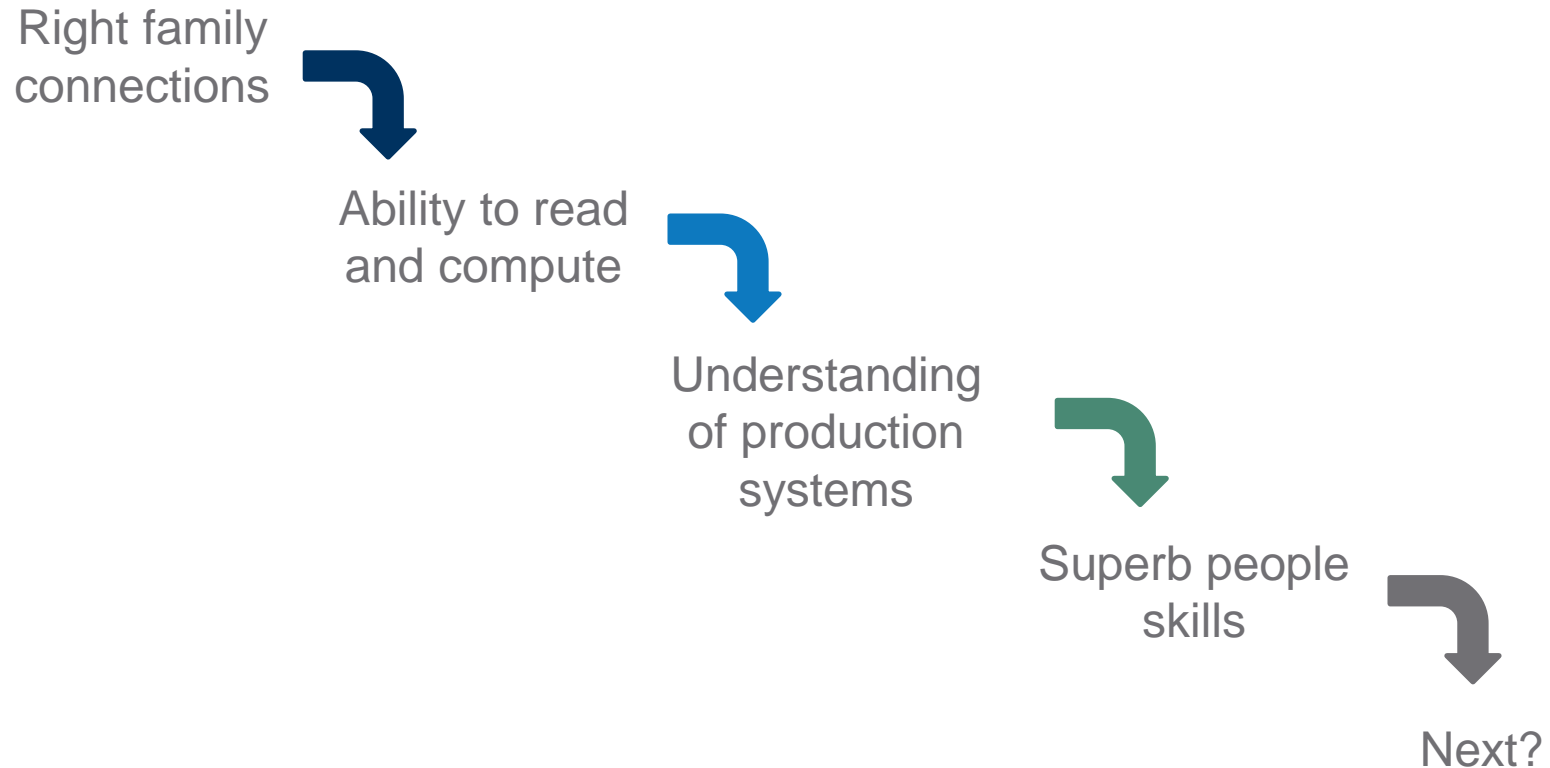 Right family
connections
Ability to read
and compute
Understanding
of production
systems
Superb people
skills
Next?